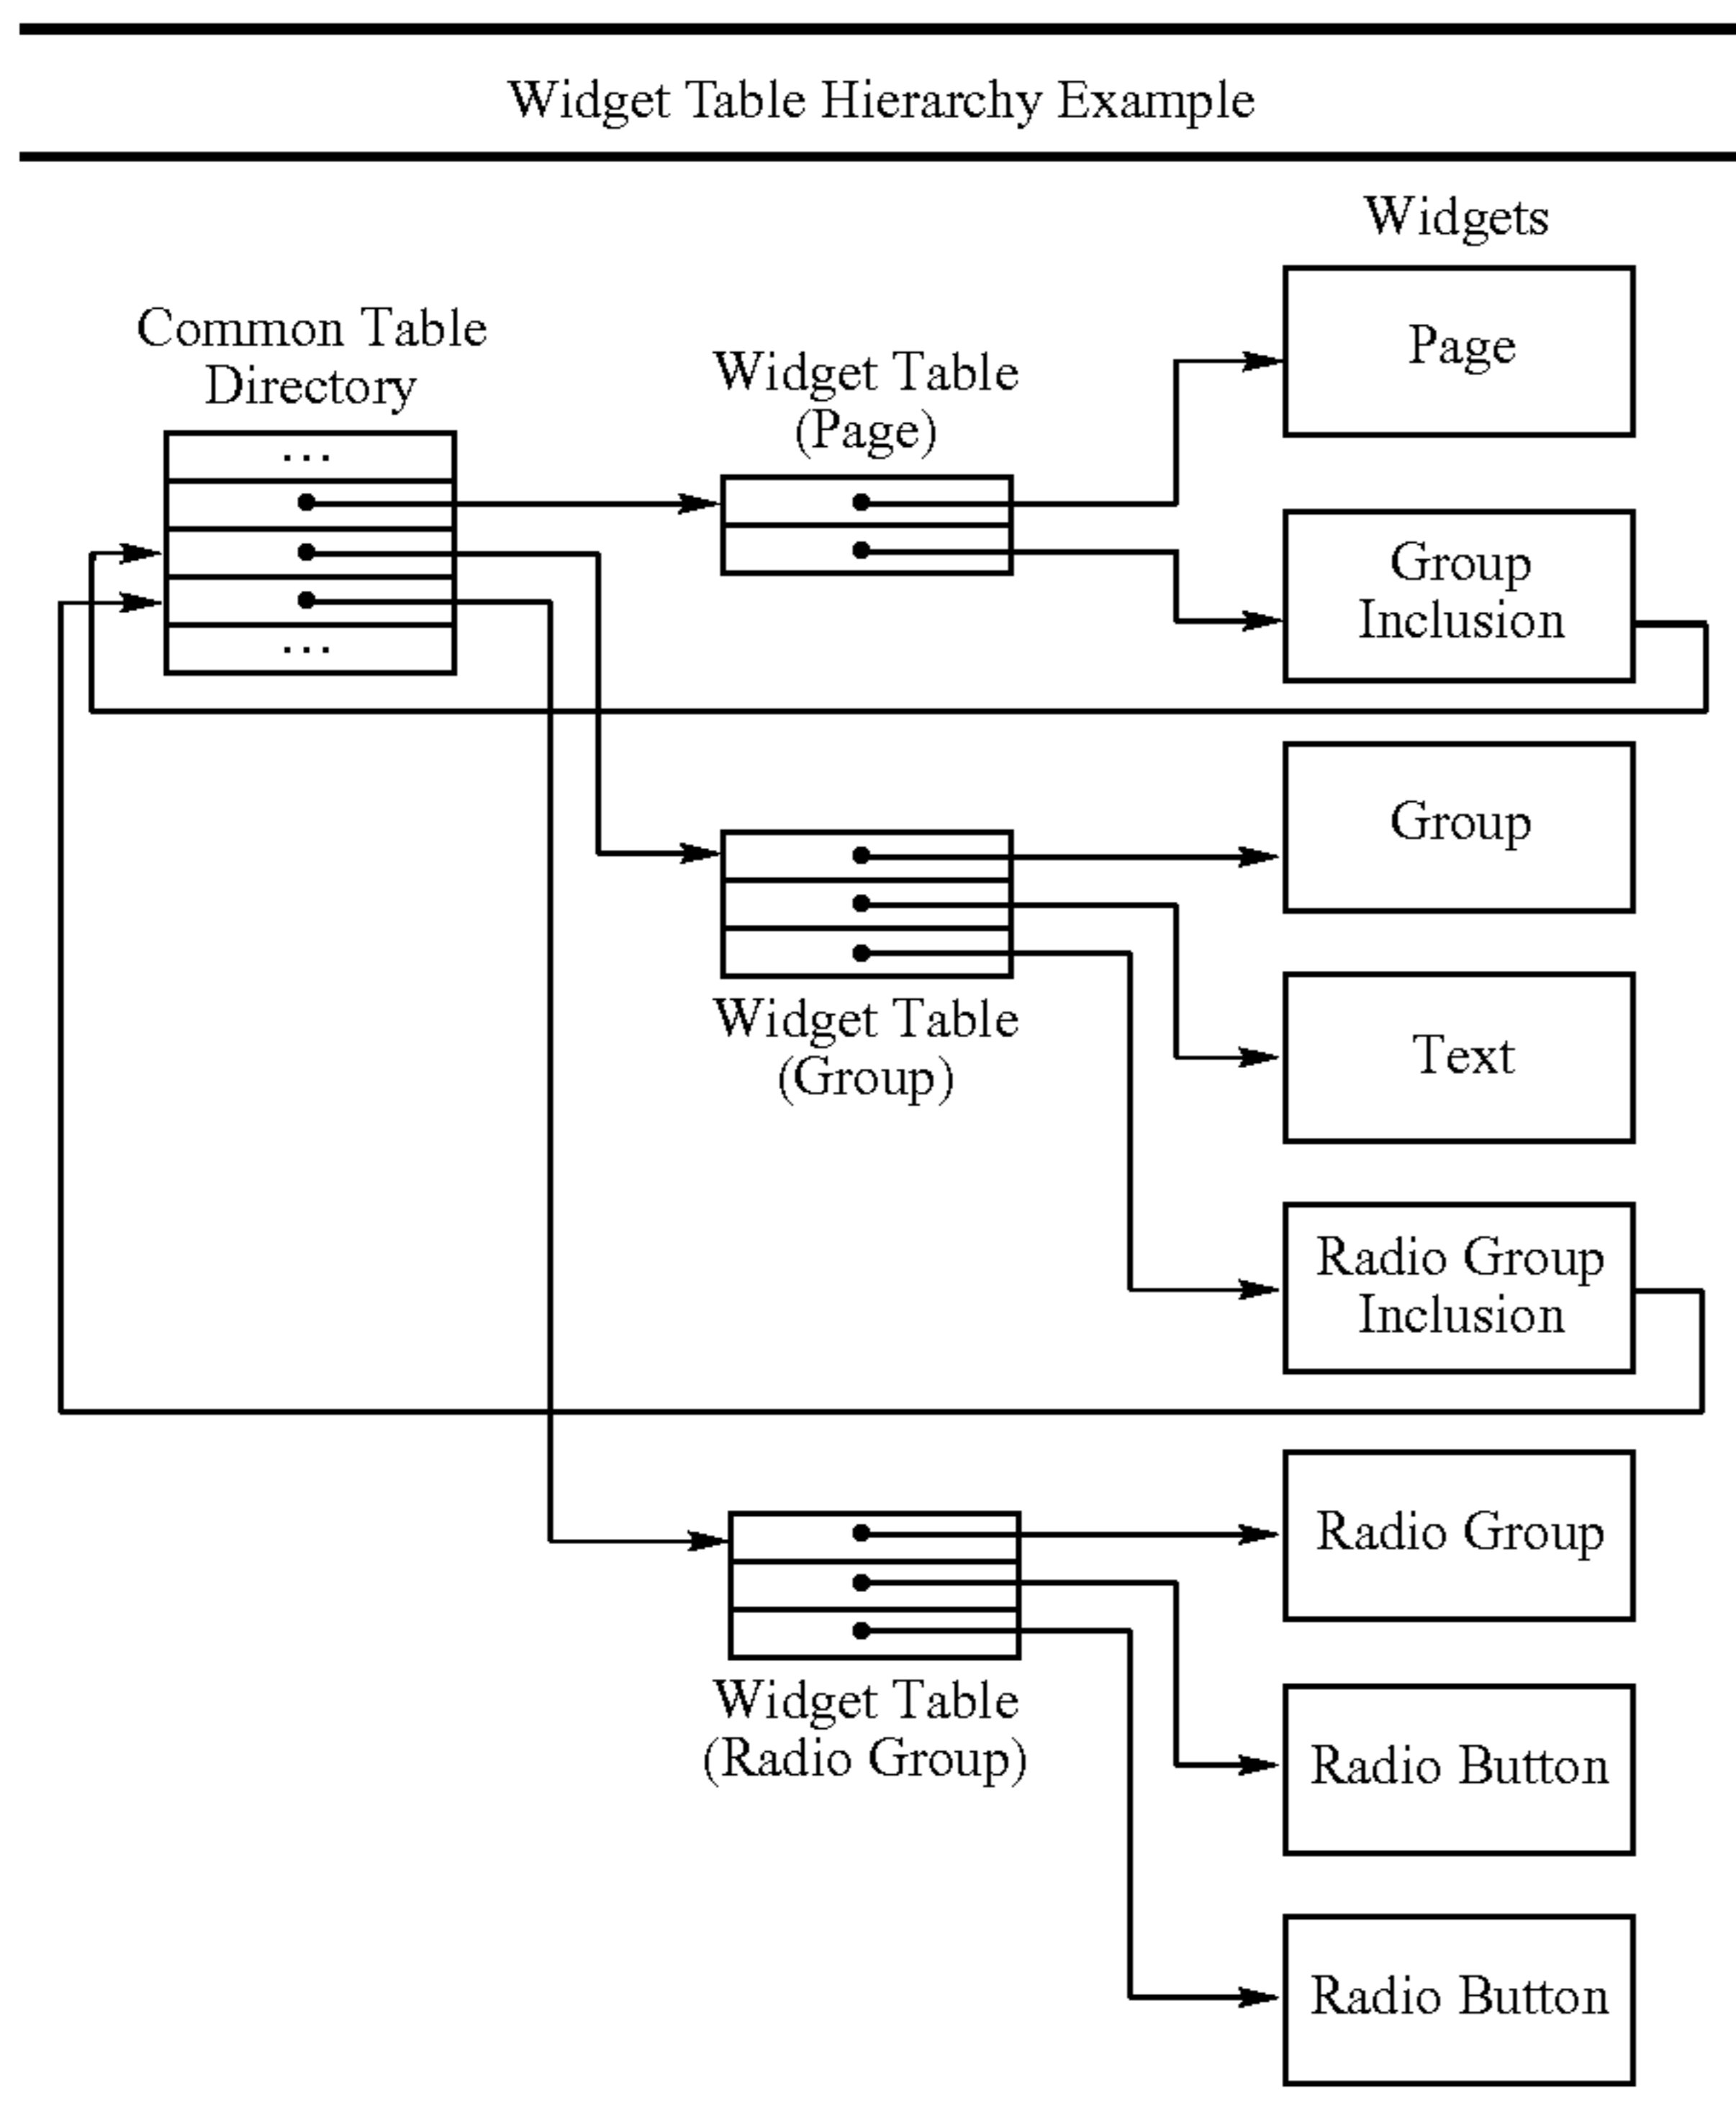 Widget Table Hierarchy Example
Widgets
Common Table
Directory
...
...
Widget Table
(Page)
Page
Group
Inclusion
Widget Table
(Group)
Group
Text
Radio Group
Inclusion
Widget Table
(Radio Group)
Radio Group
Radio Button
Radio Button